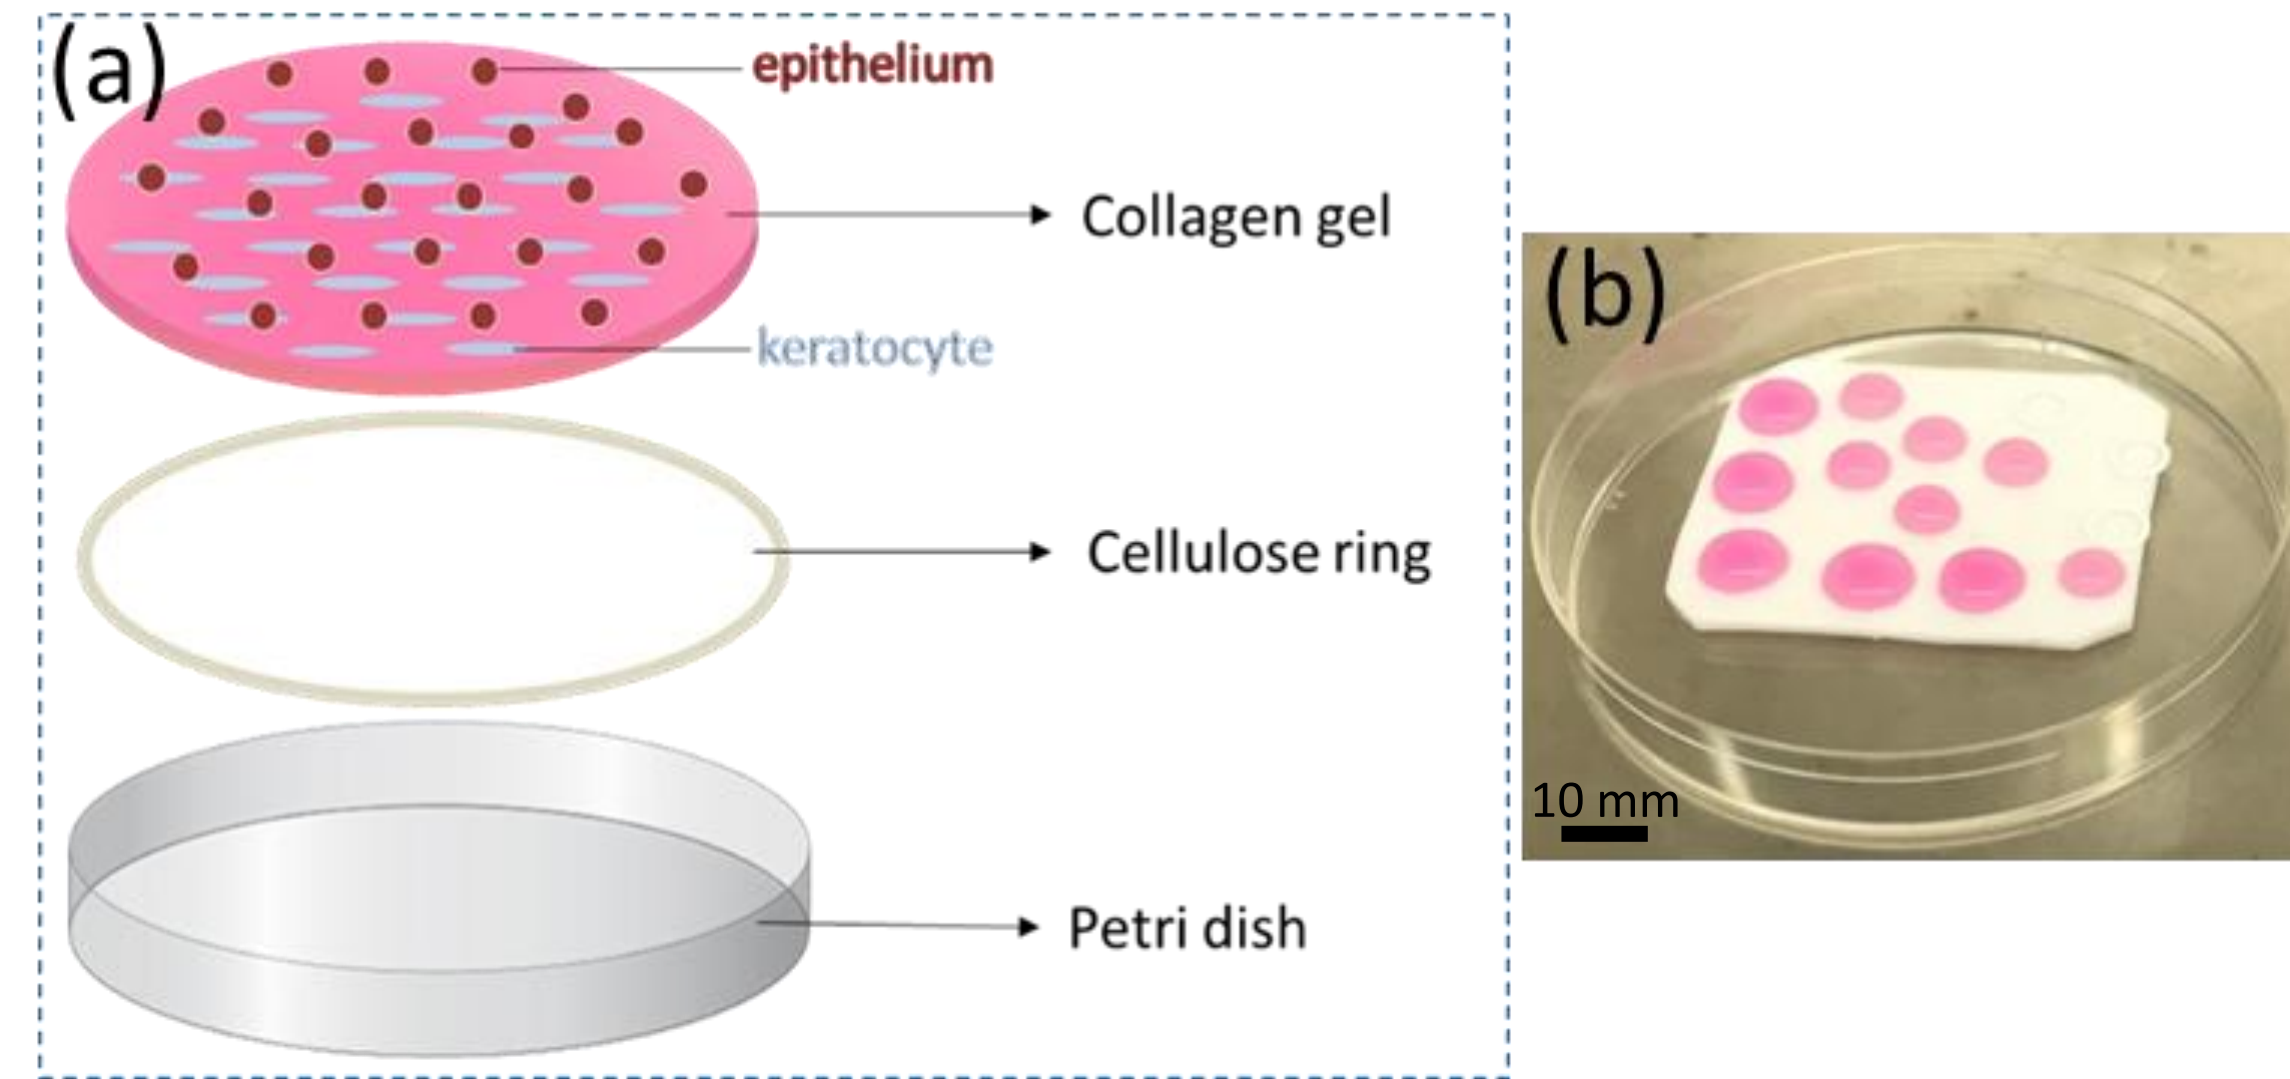 (a)
epithelium
Collagen gel
keratocyte
Cellulose ring
Petri dish
(b)
10 mm